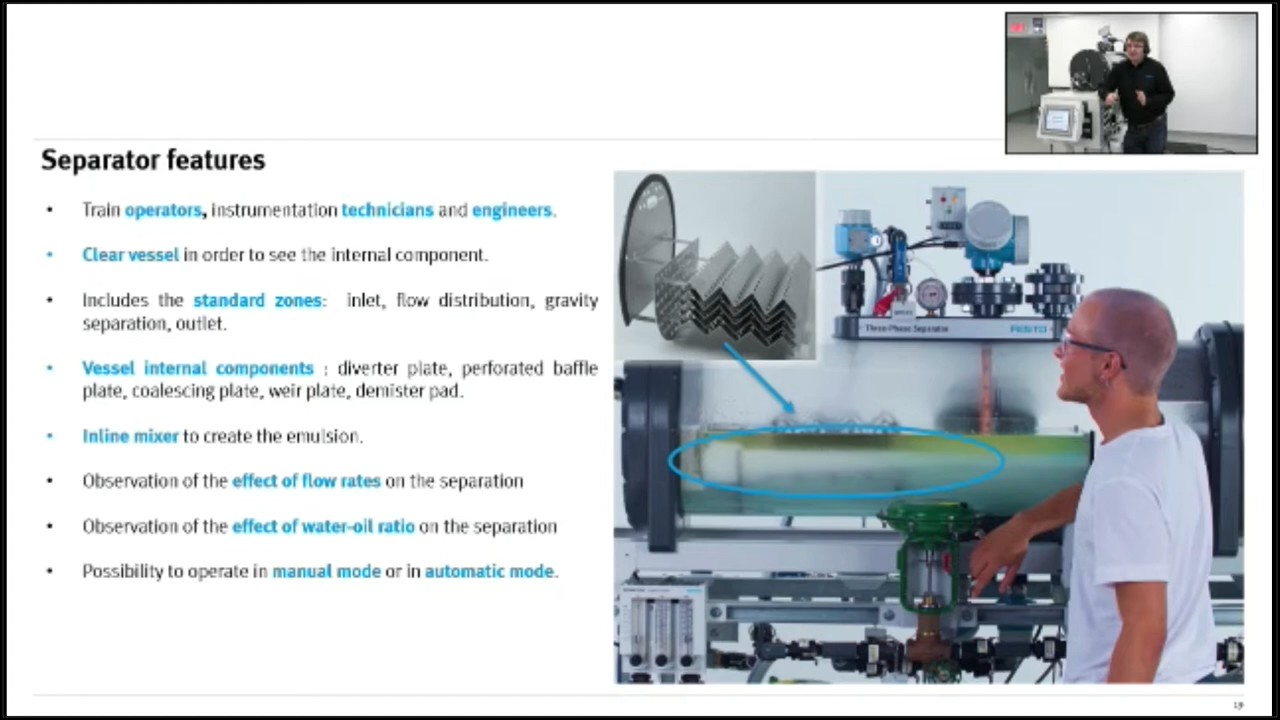 Separator features
• Train operators, instrumentation technicians and engineers.
• Clear vessel in order to see the internal component.
• Includes the standard zones: inlet, flow distribution, gravity
separation, outlet.
• Vessel internal components : diverter plate, perforated baffle
plate, coalescing plate, weir plate, demister pad.
• Inline mixer to create the emulsion.
• Observation of the effect of flow rates on the separation
• Observation of the effect of water-oil ratio on the separation
• Possibility to operate in manual mode or in automatic mode.
Three-Phase Separator
FESTO
19